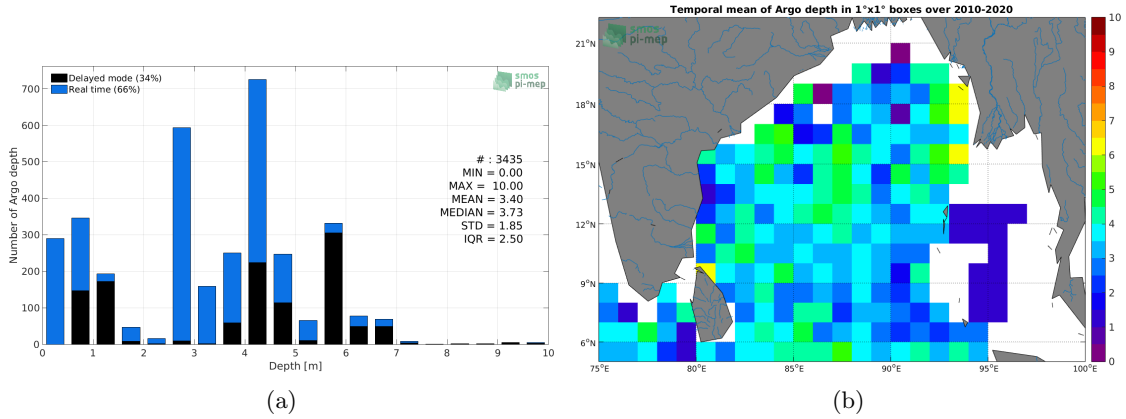 Temporal mean of Argo depth in 1°x1° boxes over 2010-2020
smos
pi-mep
Delayed mode (34%)
Real time (66%)
# : 3435
MIN = 0.00
MAX = 10.00
MEAN = 3.40
MEDIAN = 3.73
STD = 1.85
IQR = 2.50
Number of Argo depth
700
600
500
400
300
200
100
0
0 1 2 3 4 5 6 7 8 9 10
Depth [m]
(a)
smos
pi-mep
21°N
18°N
15°N
12°N
9°N
6°N
75°E 80°E 85°E 90°E 95°E 100°E
10
9
8
7
6
5
4
3
2
1
0
(b)